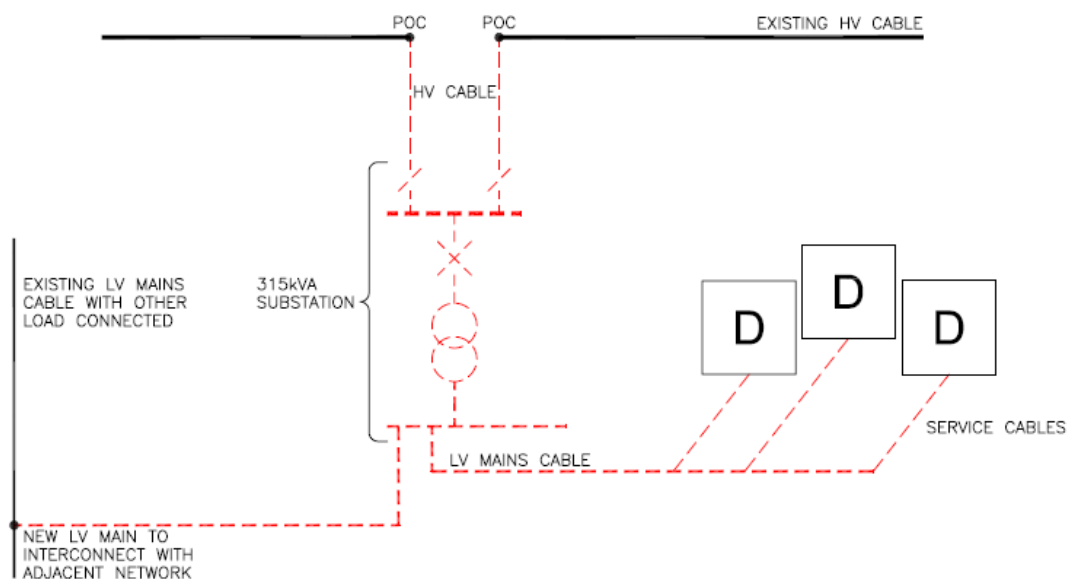 POC
POC
EXISTING HV CABLE
HV CABLE
EXISTING LV MAINS
CABLE WITH OTHER
LOAD CONNECTED
315kVA
SUBSTATION
D
D
D
SERVICE CABLES
LV MAINS CABLE
NEW LV MAIN TO
INTERCONNECT WITH
ADJACENT NETWORK